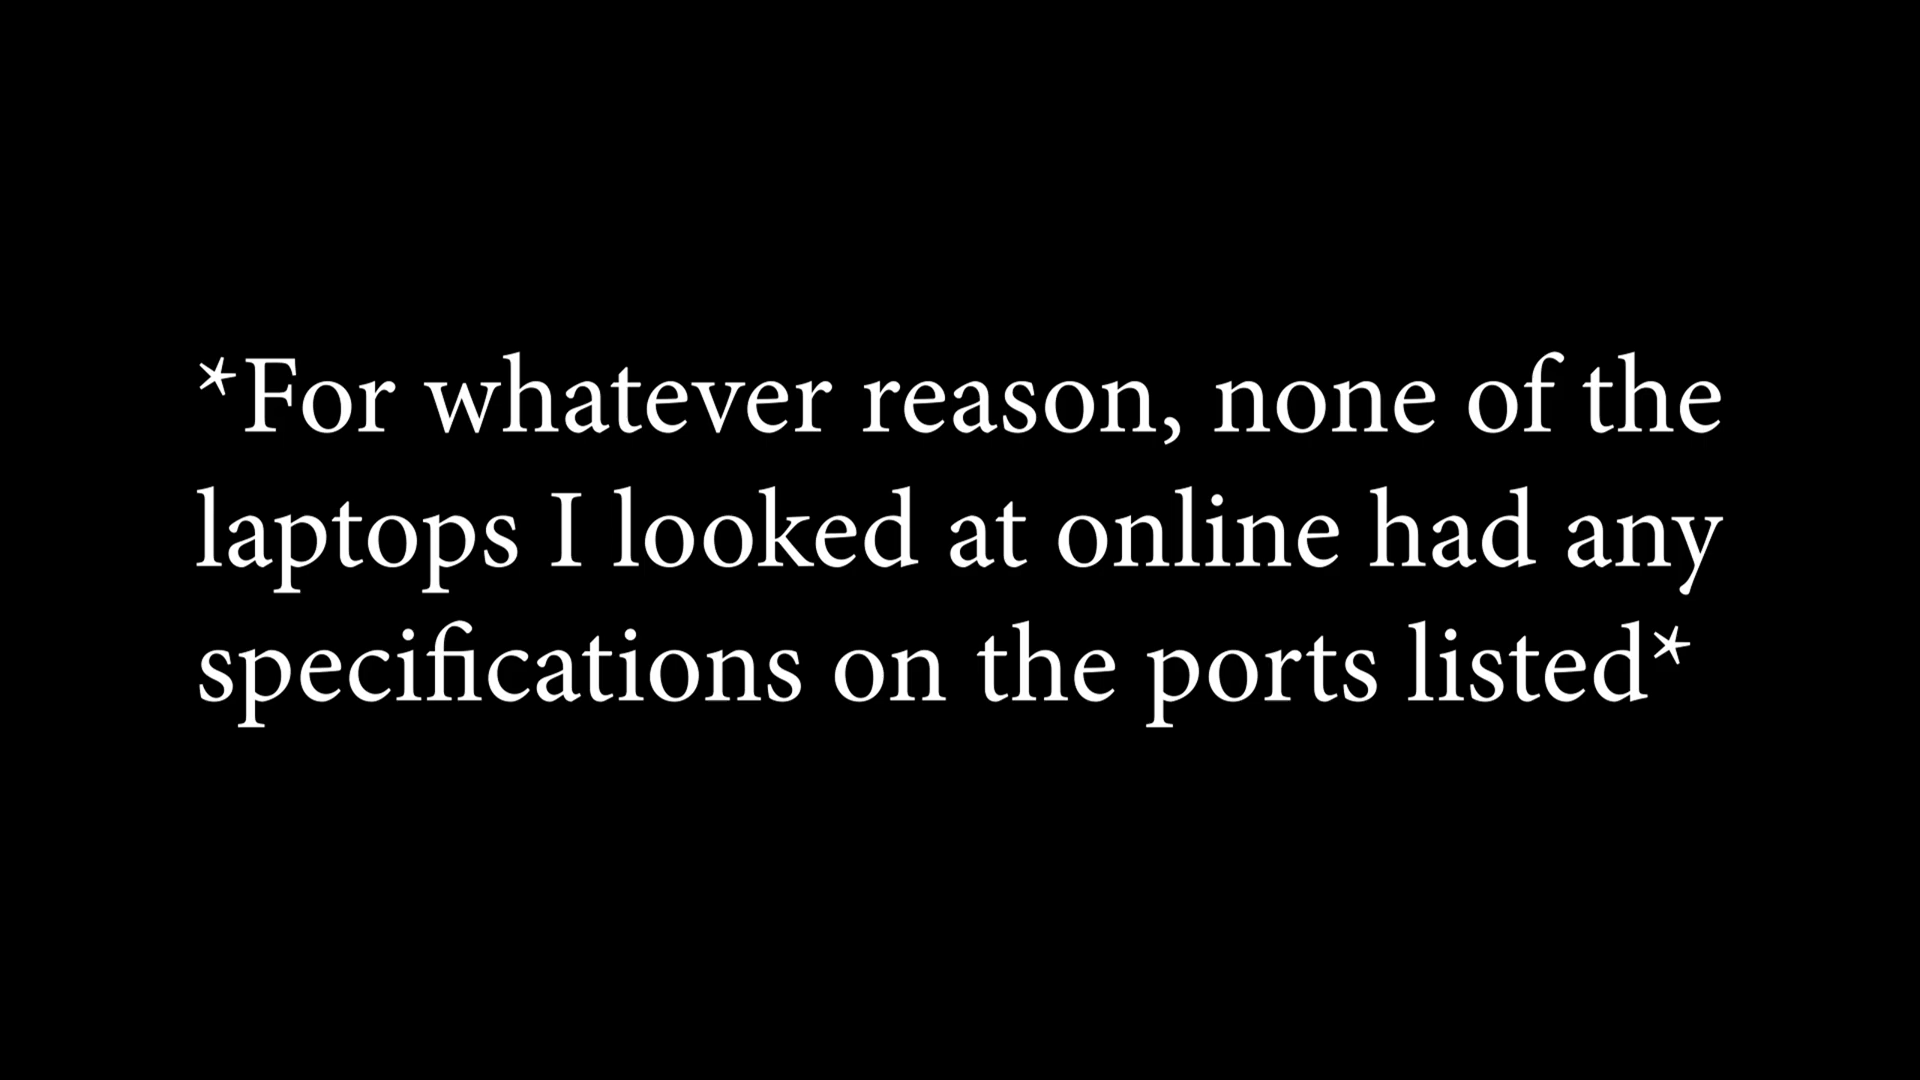 *For whatever reason, none of the
laptops I looked at online had any
specifications on the ports listed*